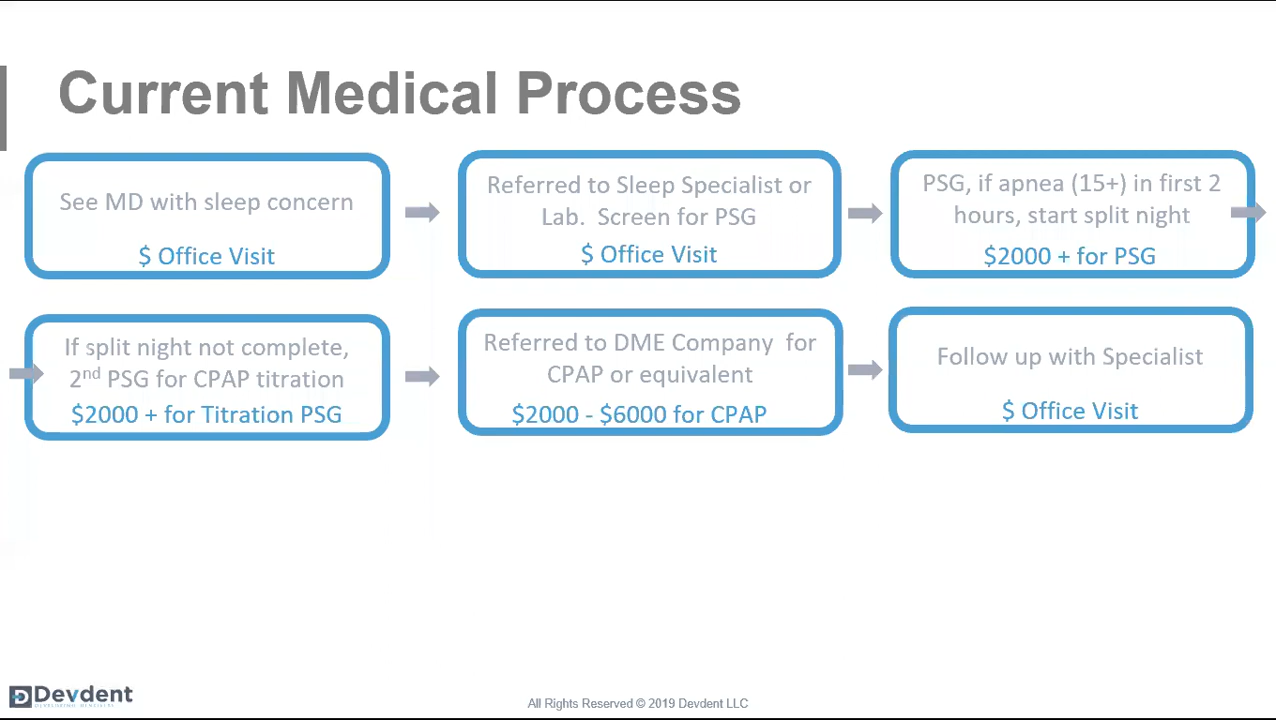 Current Medical Process
See MD with sleep concern
$ Office Visit
Referred to Sleep Specialist or
Lab.  Screen for PSG
$ Office Visit
PSG, if apnea (15+) in first 2
hours, start split night
$2000 + for PSG
If split night not complete,
2nd PSG for CPAP titration
$2000 + for Titration PSG
Referred to DME Company  for
CPAP or equivalent
$2000 - $6000 for CPAP
Follow up with Specialist
$ Office Visit
Devdent
DEVELOPING DENTISTS
All Rights Reserved © 2019 Devdent LLC